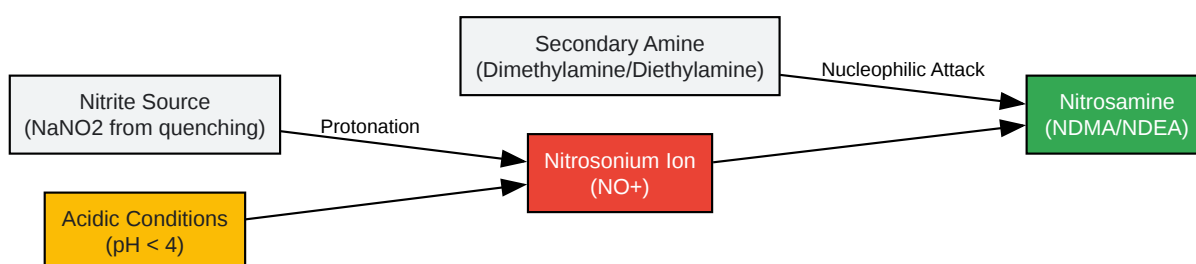 Secondary Amine
(Dimethylamine/Diethylamine)
Nucleophilic Attack
Nitrite Source
(NaNO2 from quenching)
Protonation
Nitrosamine
(NDMA/NDEA)
Nitrosonium Ion
(NO+)
Acidic Conditions
(pH < 4)